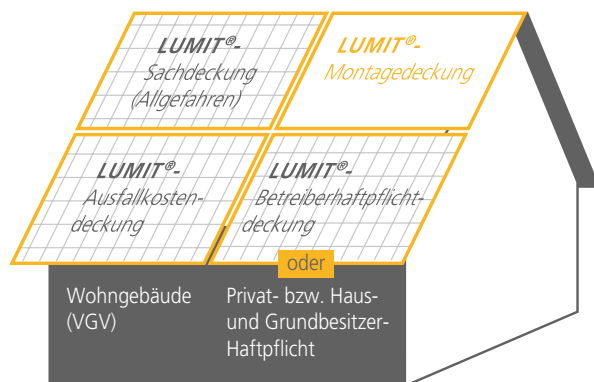 LUMIT®-
Sachdeckung
(Allgefahren)
LUMIT®-
Montagedeckung
LUMIT®-
Ausfallkosten-
deckung
LUMIT®-
Betreiberhaftpflicht-
deckung
oder
Wohngebäude
(VGV)
Privat- bzw. Haus-
und Grundbesitzer-
Haftpflicht